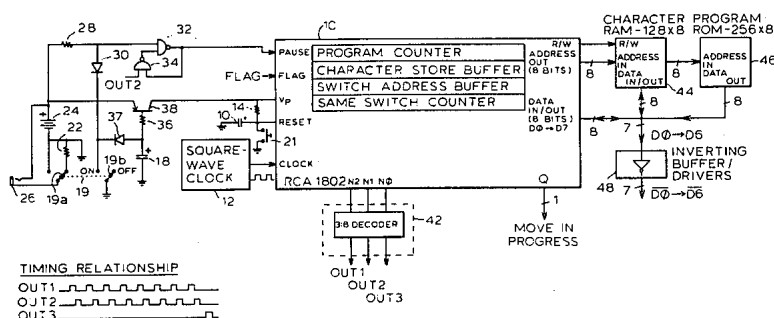 28
32
30
34
OUT2
FLAG
24
22
26
19a
19
ON
19b
OFF
37
38
36
18
14
10
21
SQUARE-
WAVE
CLOCK
12
1C
PAUSE
FLAG
VP
RESET
CLOCK
PROGRAM COUNTER
CHARACTER STORE BUFFER
SWITCH ADDRESS BUFFER
SAME SWITCH COUNTER
R/W
ADDRESS
OUT
(8 BITS)
DATA
IN/OUT
(8 BITS)
DØ→D7
RCA 1802
N2 N1 NØ
Q
3:8 DECODER
42
OUT1
OUT2
OUT3
1
MOVE IN
PROGRESS
CHARACTER PROGRAM
RAM-128x8 ROM-256x8
R/W
ADDRESS
IN
DATA
IN/OUT
44
ADDRESS
IN
DATA
OUT
46
8
8
8
8
8
7
DØ→D6
INVERTING
BUFFER/
DRIVERS
48
7
D̅Ø̅→D̅6̅
TIMING RELATIONSHIP
OUT1
OUT2
OUT3